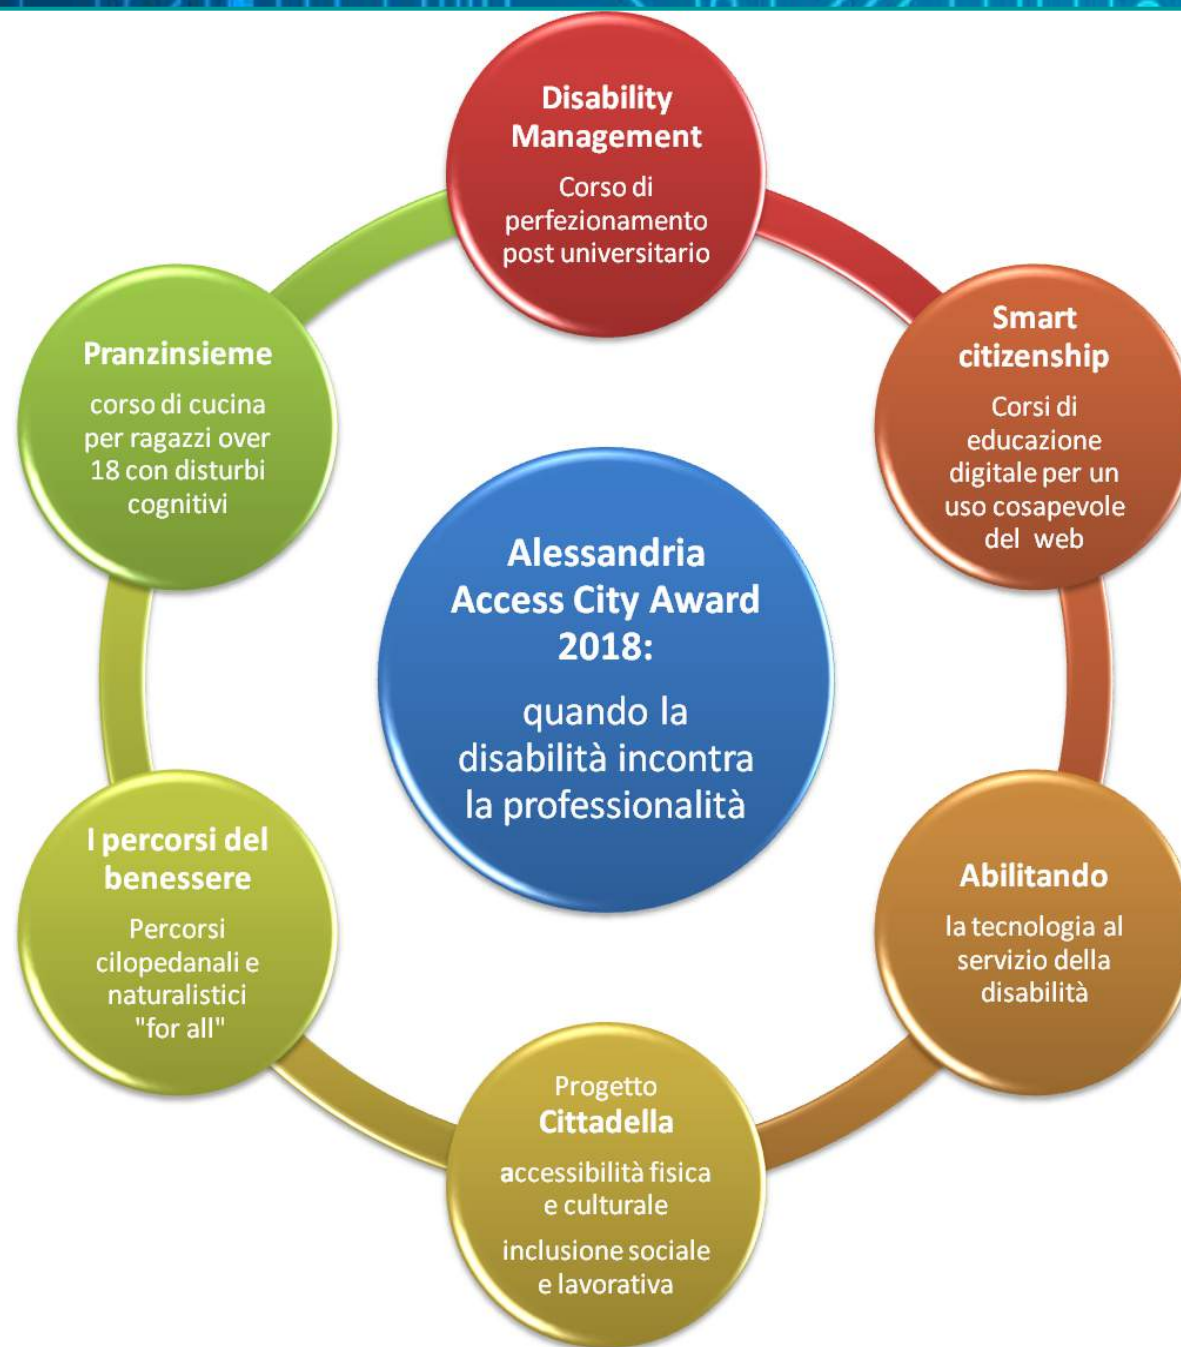 Disability
Management
Corso di
perfezionamento
post universitario
Smart
citizenship
Corsi di
educazione
digitale per un
uso cosapevole
del web
Abilitando
la tecnologia al
servizio della
disabilità
Progetto
Cittadella
accessibilità fisica
e culturale
inclusione sociale
e lavorativa
I percorsi del
benessere
Percorsi
cilopedanali e
naturalistici
"for all"
Pranzinsieme
corso di cucina
per ragazzi over
18 con disturbi
cognitivi
Alessandria
Access City Award
2018:
quando la
disabilità incontra
la professionalità